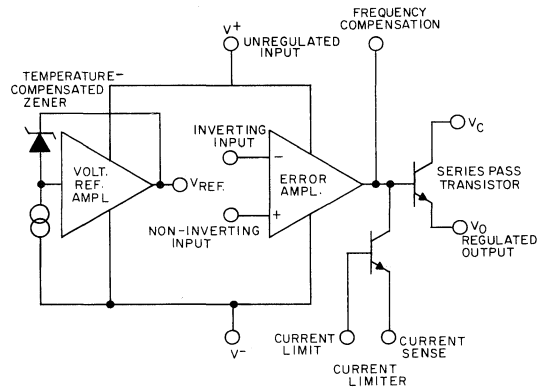 FREQUENCY
COMPENSATION
V+
UNREGULATED
INPUT
TEMPERATURE-
COMPENSATED
ZENER
VOLT.
REF.
AMPL
VREF.
INVERTING
INPUT
−
ERROR
AMPL.
+
NON-INVERTING
INPUT
VC
SERIES PASS
TRANSISTOR
VO
REGULATED
OUTPUT
V-
CURRENT
LIMIT
CURRENT
SENSE
CURRENT
LIMITER